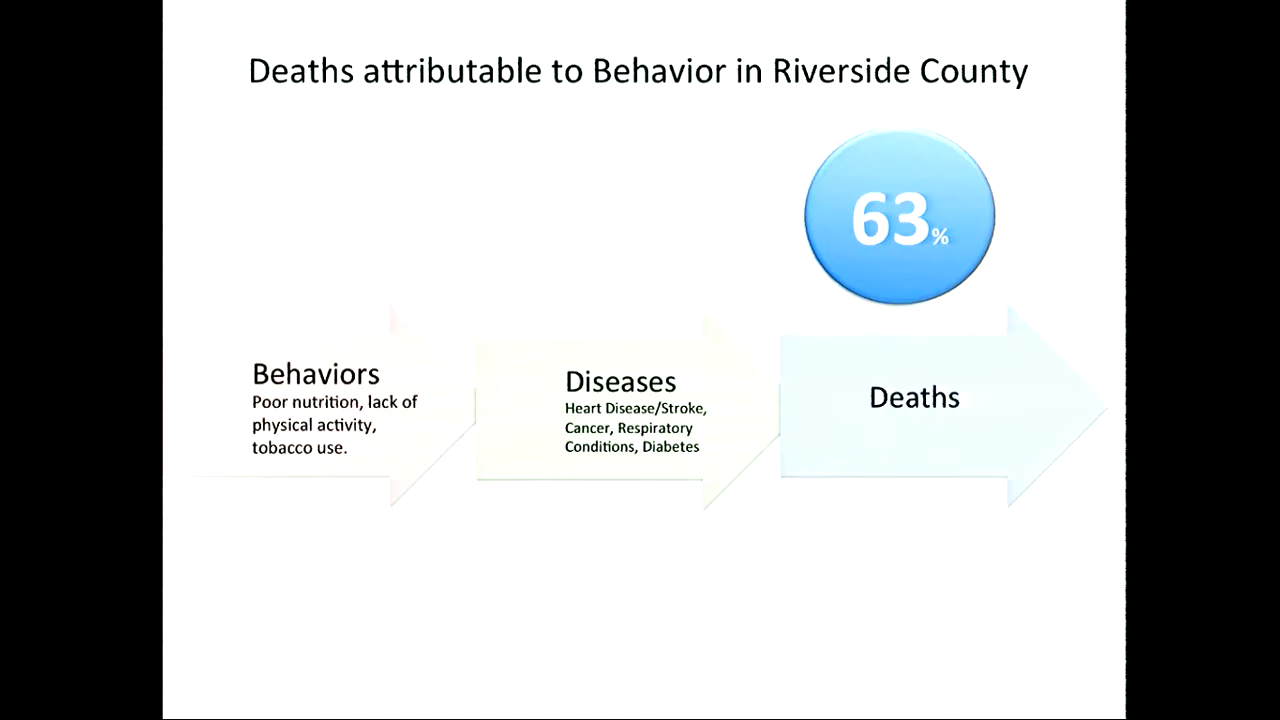 Deaths attributable to Behavior in Riverside County
63%
Behaviors
Poor nutrition, lack of
physical activity,
tobacco use.
Diseases
Heart Disease/Stroke,
Cancer, Respiratory
Conditions, Diabetes
Deaths